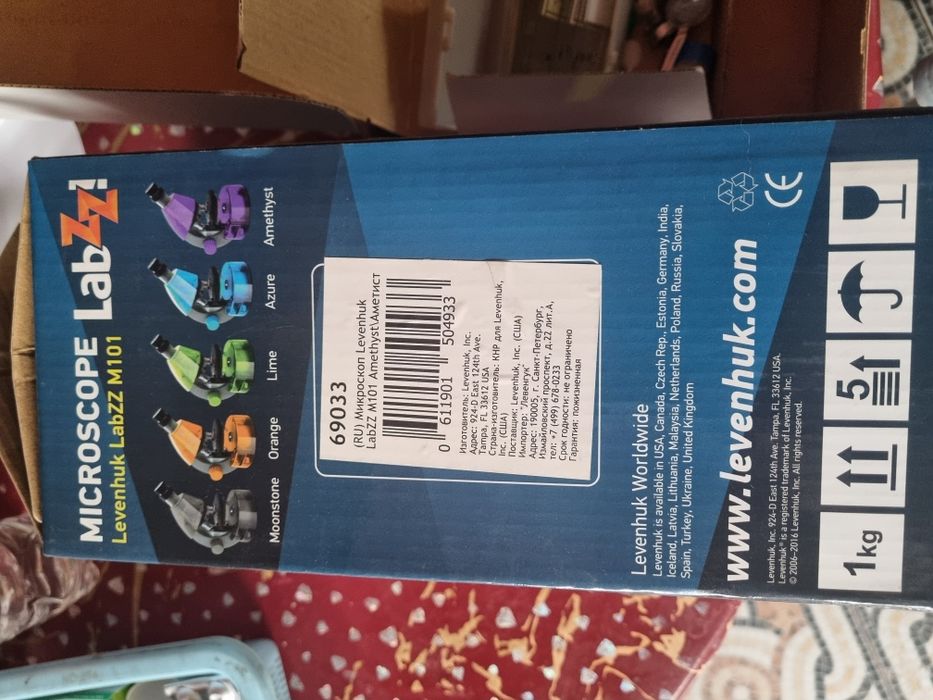 MICROSCOPE LabZZ!
Levenhuk LabZZ M101
Moonstone
Orange
Lime
Azure
Amethyst
69033
(RU) Микроскоп Levenhuk
LabZZ M101 Amethyst\Аметист
0 611901 504933
Изготовитель: Levenhuk, Inc.
Адрес: 924-D East 124th Ave.
Tampa, FL 33612 USA
Страна-изготовитель: КНР для Levenhuk,
Inc. (США)
Поставщик: Levenhuk, Inc. (США)
Импортер: "Левенгук"
Адрес: 190005, г. Санкт-Петербург,
Измайловский проспект, д.22 лит.А,
тел: +7 (499) 678-0233
Срок годности: не ограничено
Гарантия: пожизненная
Levenhuk Worldwide
Levenhuk is available in USA, Canada, Czech Rep., Estonia, Germany, India,
Iceland, Latvia, Lithuania, Malaysia, Netherlands, Poland, Russia, Slovakia,
Spain, Turkey, Ukraine, United Kingdom
www.levenhuk.com
CE
Levenhuk, Inc. 924-D East 124th Ave. Tampa, FL 33612 USA.
Levenhuk® is a registered trademark of Levenhuk, Inc.
© 2006–2016 Levenhuk, Inc. All rights reserved.
1kg
5